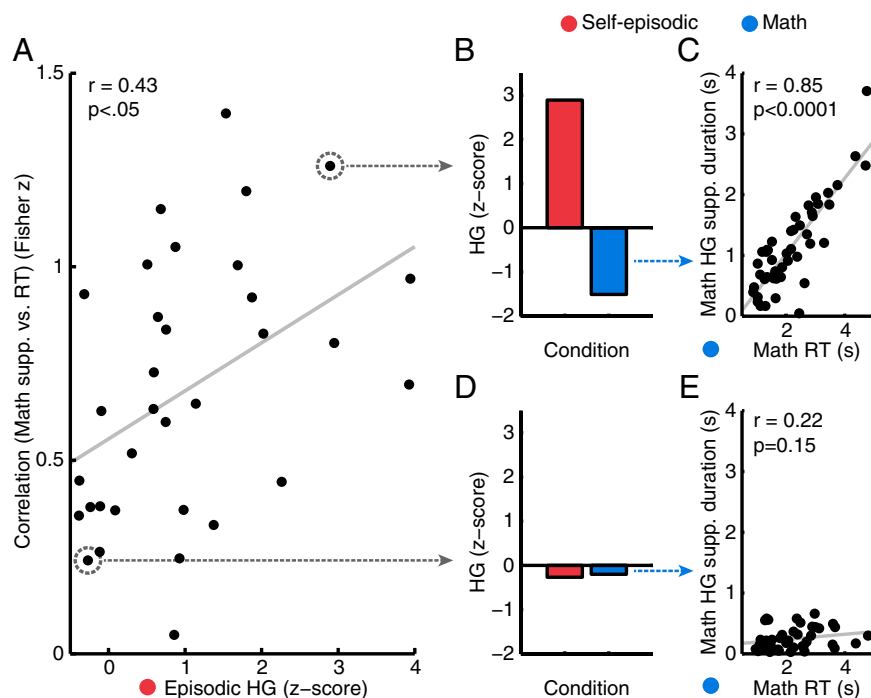 Self-episodic
Math
A
r = 0.43
p<.05
1.5
1
0.5
0
0
1
2
3
4
Correlation (Math supp. vs. RT) (Fisher z)
Episodic HG (z-score)
B
3
2
1
0
−1
−2
HG (z-score)
Condition
C
r = 0.85
p<0.0001
4
3
2
1
0
2
4
Math HG supp. duration (s)
Math RT (s)
D
3
2
1
0
−1
−2
HG (z-score)
Condition
E
r = 0.22
p=0.15
4
3
2
1
0
2
4
Math HG supp. duration (s)
Math RT (s)